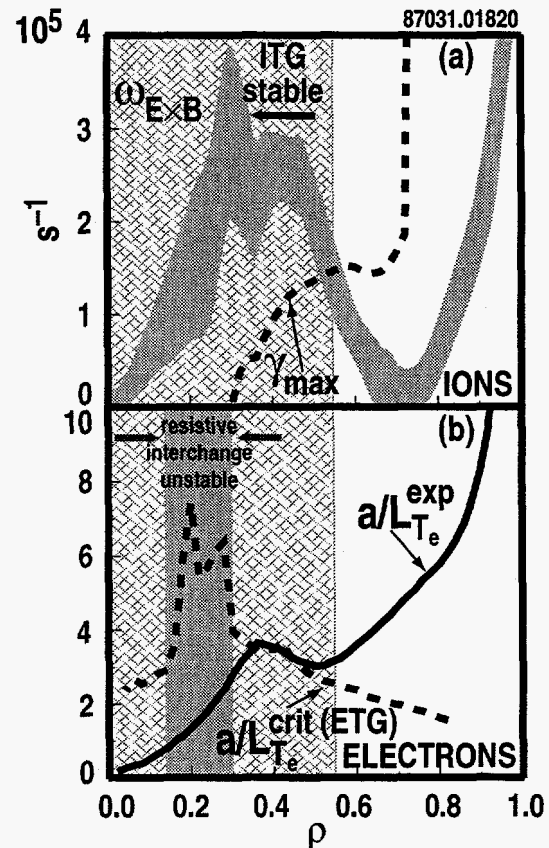 87031.01820
10⁵
4
3
2
1
0
s⁻¹
ω_E×B
ITG
stable
(a)
γ_max
IONS
10
8
6
4
2
0
resistive
interchange
unstable
(b)
a/L_Te^exp
a/L_Te^crit (ETG)
ELECTRONS
0.0 0.2 0.4 0.6 0.8 1.0
ρ